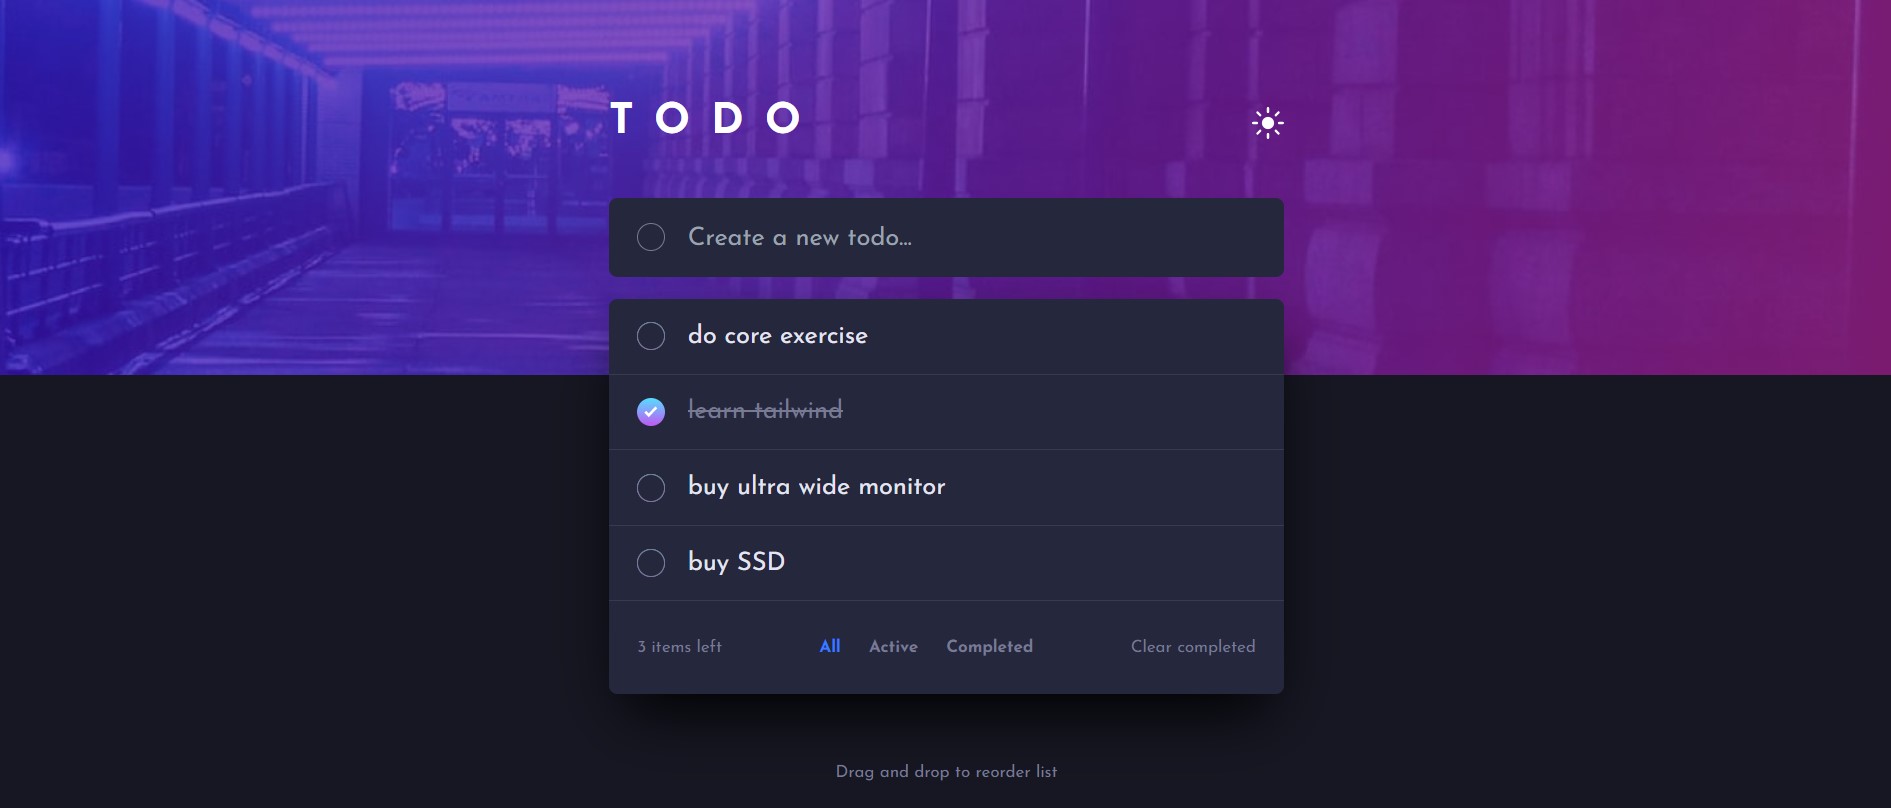 TODO
Create a new todo...
do core exercise
learn tailwind
buy ultra wide monitor
buy SSD
3 items left All Active Completed Clear completed
Drag and drop to reorder list